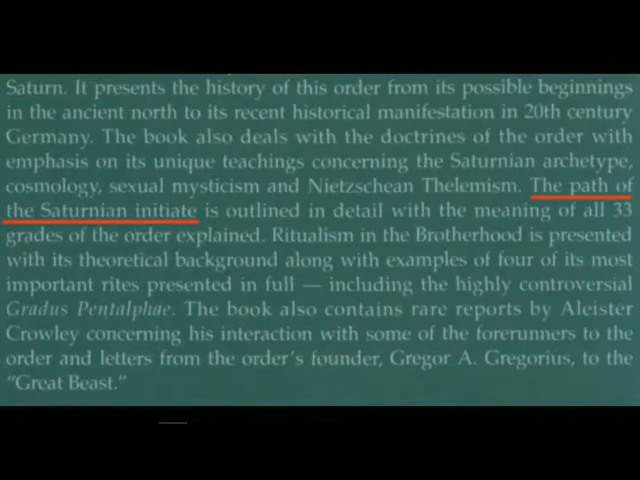 Saturn. It presents the history of this order from its possible beginnings
in the ancient north to its recent historical manifestation in 20th century
Germany. The book also deals with the doctrines of the order with
emphasis on its unique teachings concerning the Saturnian archetype,
cosmology, sexual mysticism and Nietzschean Thelemism. The path of
the Saturnian initiate is outlined in detail with the meaning of all 33
grades of the order explained. Ritualism in the Brotherhood is presented
with its theoretical background along with examples of four of its most
important rites presented in full — including the highly controversial
Gradus Pentalphae. The book also contains rare reports by Aleister
Crowley concerning his interaction with some of the forerunners to the
order and letters from the order's founder, Gregor A. Gregorius, to the
"Great Beast."